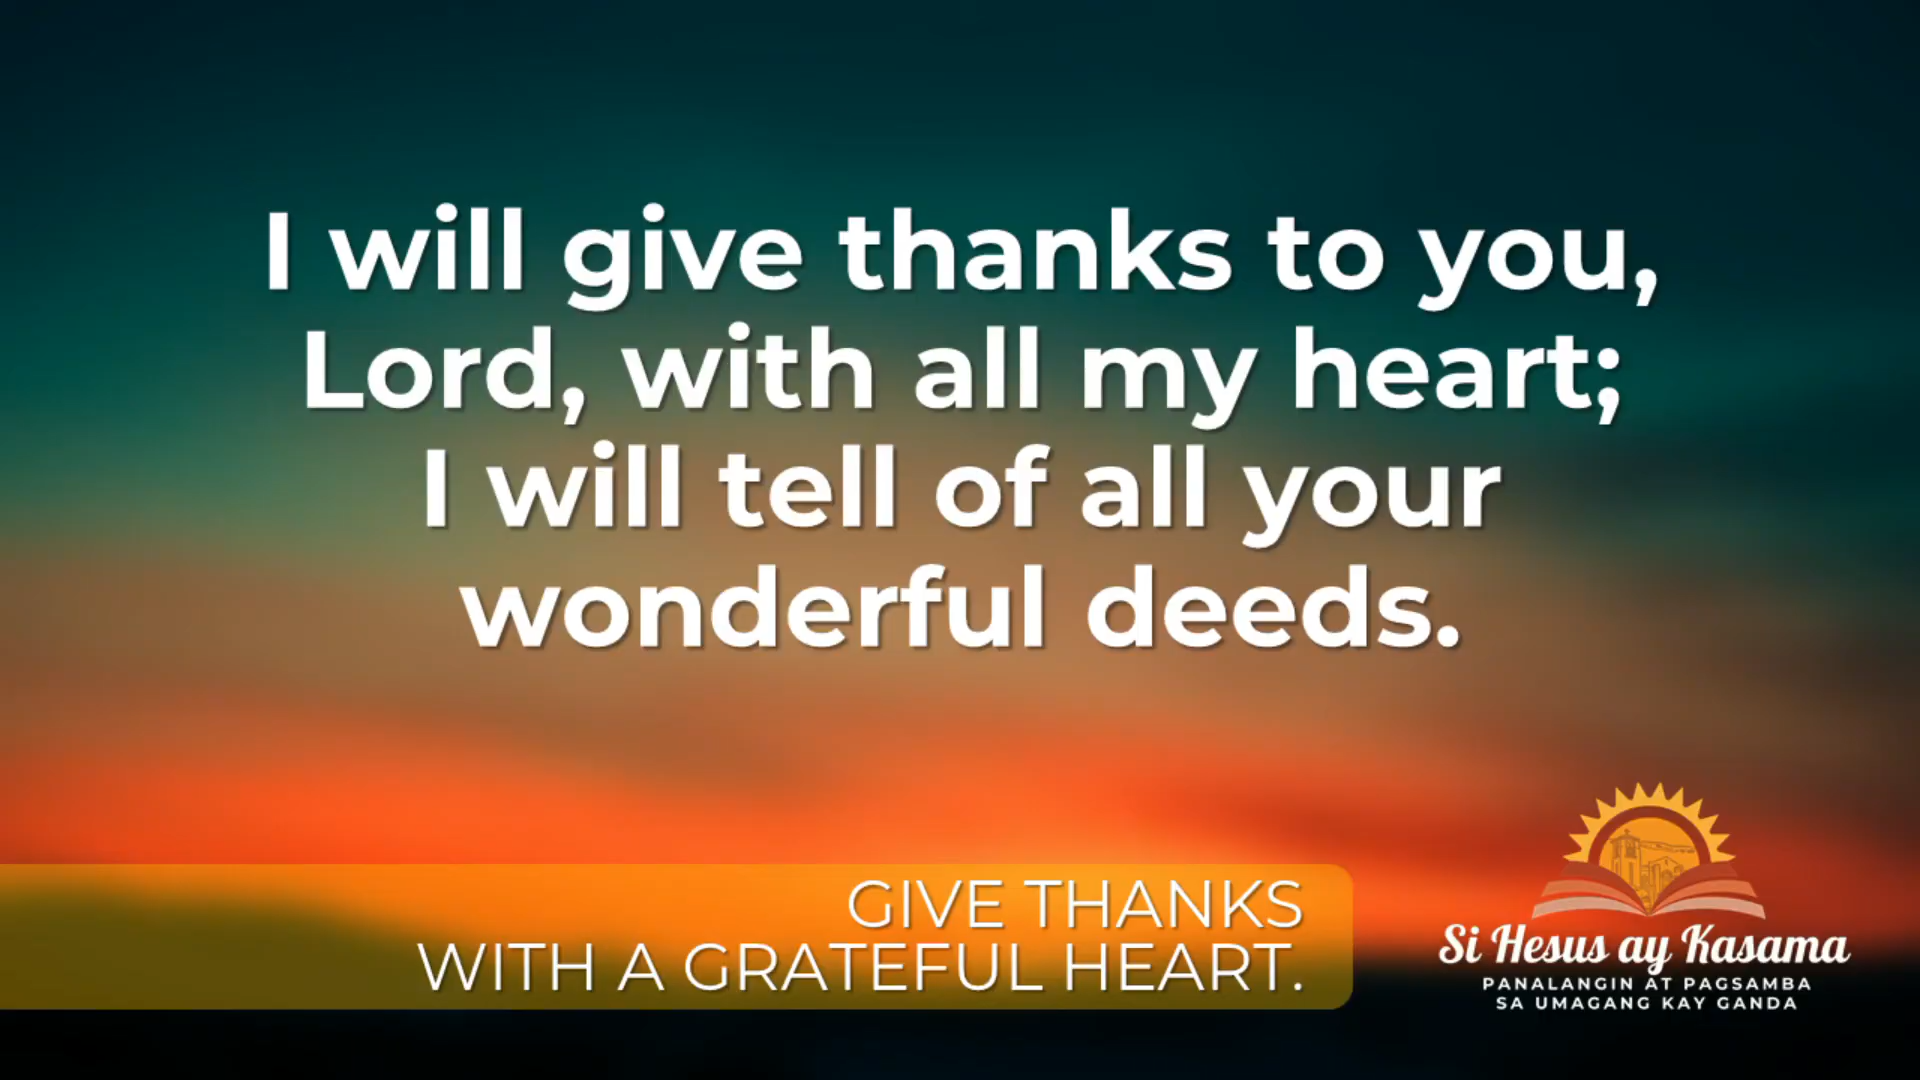 I will give thanks to you,
Lord, with all my heart;
I will tell of all your
wonderful deeds.
GIVE THANKS
WITH A GRATEFUL HEART.
Si Hesus ay Kasama
PANALANGIN AT PAGSAMBA
SA UMAGANG KAY GANDA